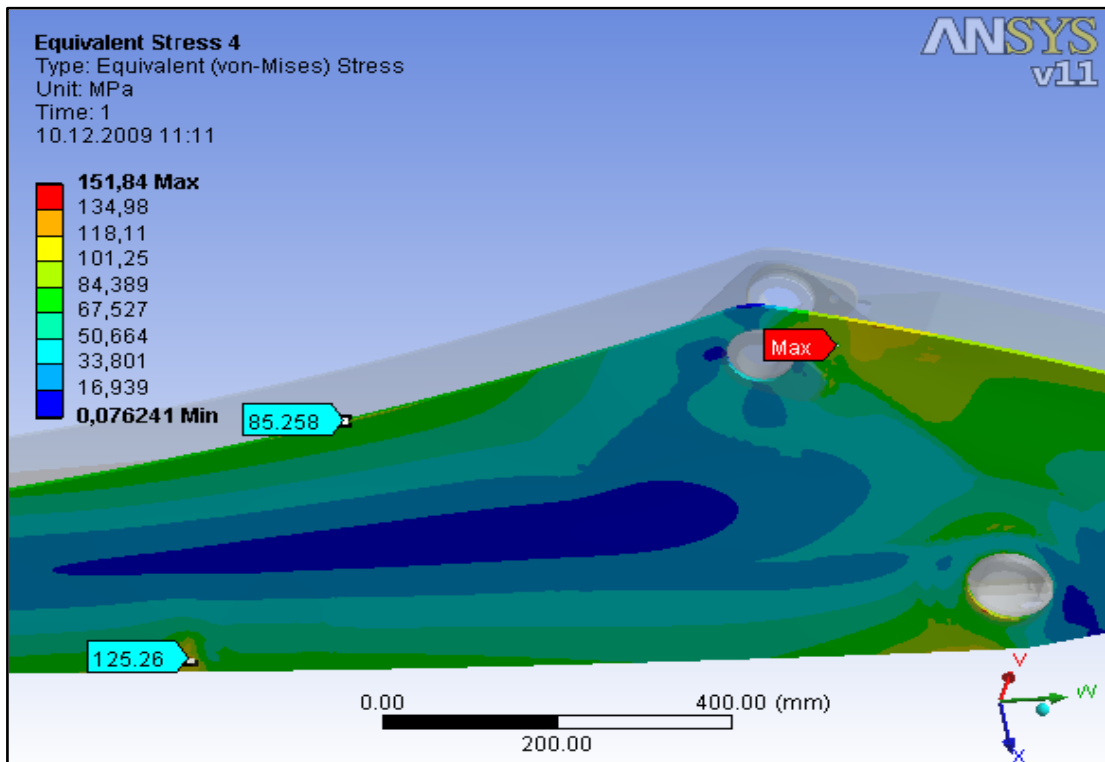 Equivalent Stress 4
Type: Equivalent (von-Mises) Stress
Unit: MPa
Time: 1
10.12.2009 11:11
ANSYS
v11
151,84 Max
134,98
118,11
101,25
84,389
67,527
50,664
33,801
16,939
0,076241 Min
Max
85.258
125.26
0.00
400.00 (mm)
200.00
Y
W
X